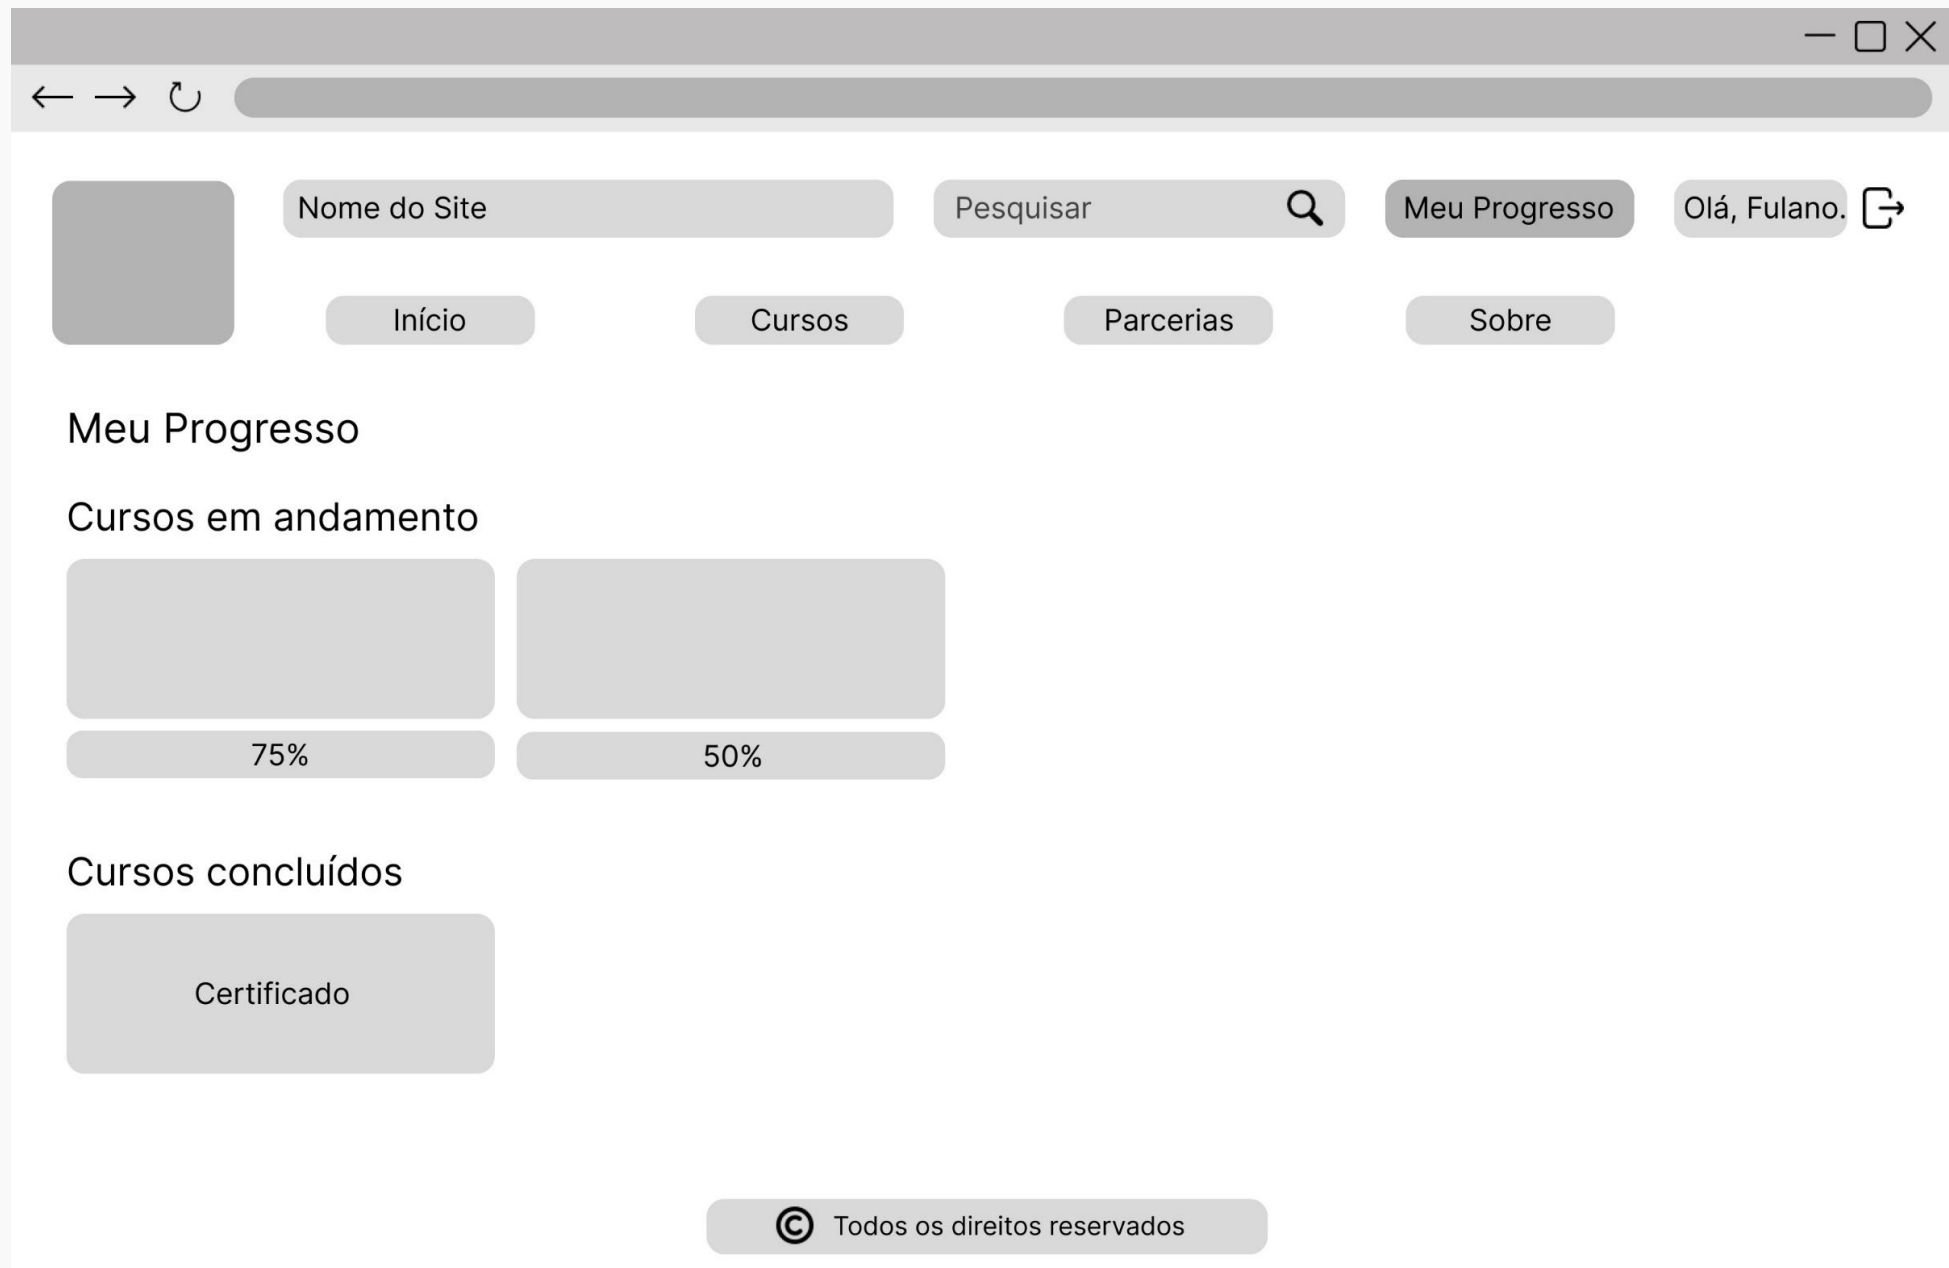 Nome do Site
Pesquisar
Meu Progresso
Olá, Fulano.
Início
Cursos
Parcerias
Sobre
Meu Progresso
Cursos em andamento
75%
50%
Cursos concluídos
Certificado
© Todos os direitos reservados